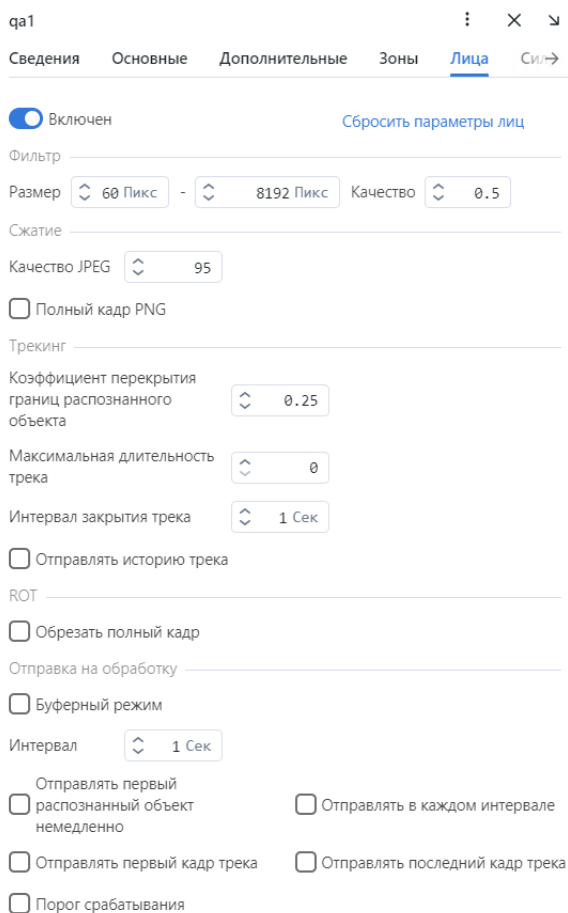 qa1
Сведения Основные Дополнительные Зоны Лица
Включен Сбросить параметры лиц
Фильтр
Размер 60 Пикс - 8192 Пикс Качество 0.5
Сжатие
Качество JPEG 95
Полный кадр PNG
Трекинг
Коэффициент перекрытия
границ распознанного
объекта
0.25
Максимальная длительность
трека
0
Интервал закрытия трека 1 Сек
Отправлять историю трека
ROT
Обрезать полный кадр
Отправка на обработку
Буферный режим
Интервал 1 Сек
Отправлять первый
распознанный объект
немедленно
Отправлять в каждом интервале
Отправлять первый кадр трека Отправлять последний кадр трека
Порог срабатывания